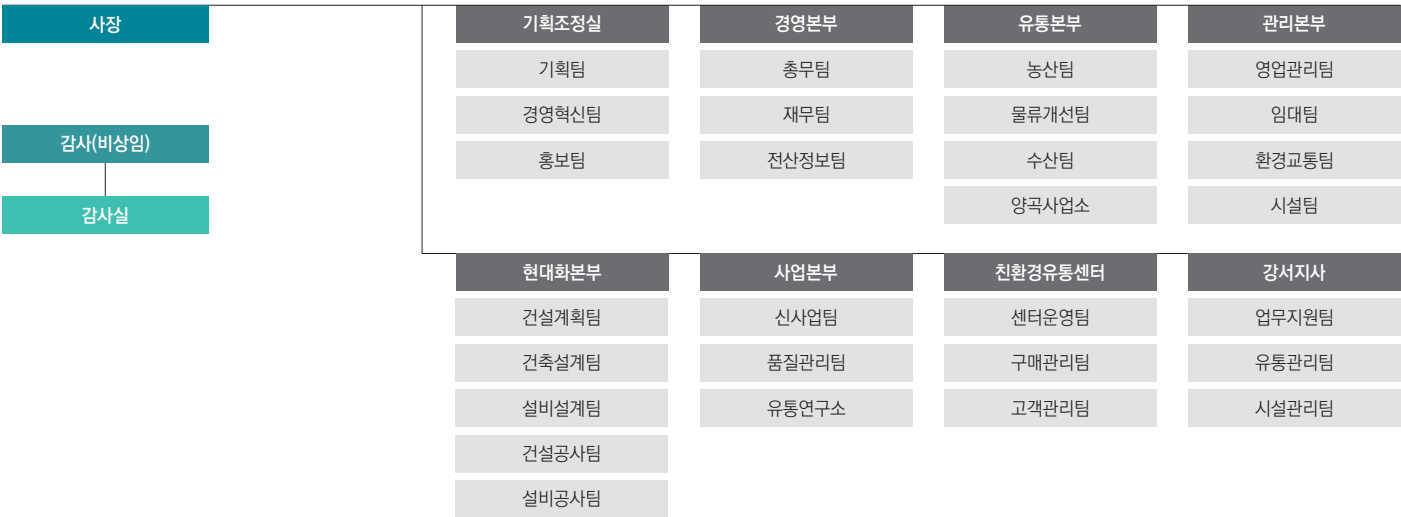 사장
감사(비상임)
감사실
기획조정실
기획팀
경영혁신팀
홍보팀
경영본부
총무팀
재무팀
전산정보팀
유통본부
농산팀
물류개선팀
수산팀
양곡사업소
관리본부
영업관리팀
임대팀
환경교통팀
시설팀
현대화본부
건설계획팀
건축설계팀
설비설계팀
건설공사팀
설비공사팀
사업본부
신사업팀
품질관리팀
유통연구소
친환경유통센터
센터운영팀
구매관리팀
고객관리팀
강서지사
업무지원팀
유통관리팀
시설관리팀